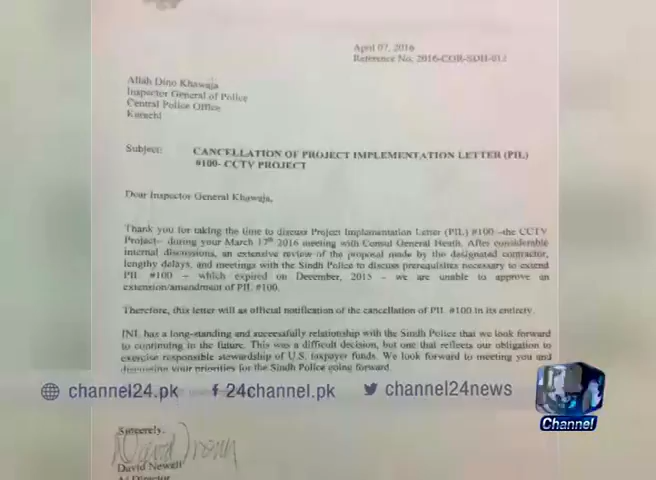 April 07, 2016
Reference No. 2016-COR-SDH-013
Allah Dino Khawaja
Inspector General of Police
Central Police Office
Karachi
Subject: CANCELLATION OF PROJECT IMPLEMENTATION LETTER (PIL)
#100- CCTV PROJECT
Dear Inspector General Khawaja,
Thank you for taking the time to discuss Project Implementation Letter (PIL) #100 –the CCTV
Project– during your March 17th 2016 meeting with Consul General Heath. After considerable
internal discussions, an extensive review of the proposal made by the designated contractor,
lengthy delays, and meetings with the Sindh Police to discuss prerequisites necessary to extend
PIL #100 – which expired on December, 2015 – we are unable to approve an
extension/amendment of PIL #100.
Therefore, this letter will as official notification of the cancellation of PIL #100 in its entirety.
INL has a long-standing and successfully relationship with the Sindh Police that we look forward
to continuing in the future. This was a difficult decision, but one that reflects our obligation to
exercise responsible stewardship of U.S. taxpayer funds. We look forward to meeting you and
discussing your priorities for the Sindh Police going forward.
channel24.pk 24channel.pk channel24news
Channel
Sincerely,
David Newell
Director